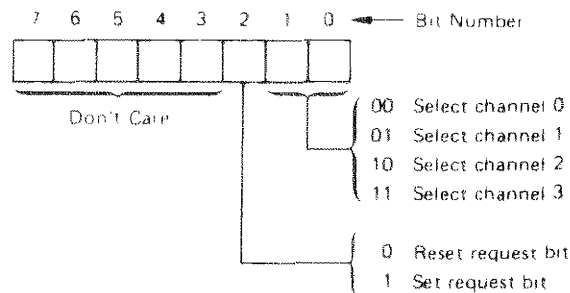 7 6 5 4 3 2 1 0 Bit Number
Don't Care
00 Select channel 0
01 Select channel 1
10 Select channel 2
11 Select channel 3
0 Reset request bit
1 Set request bit